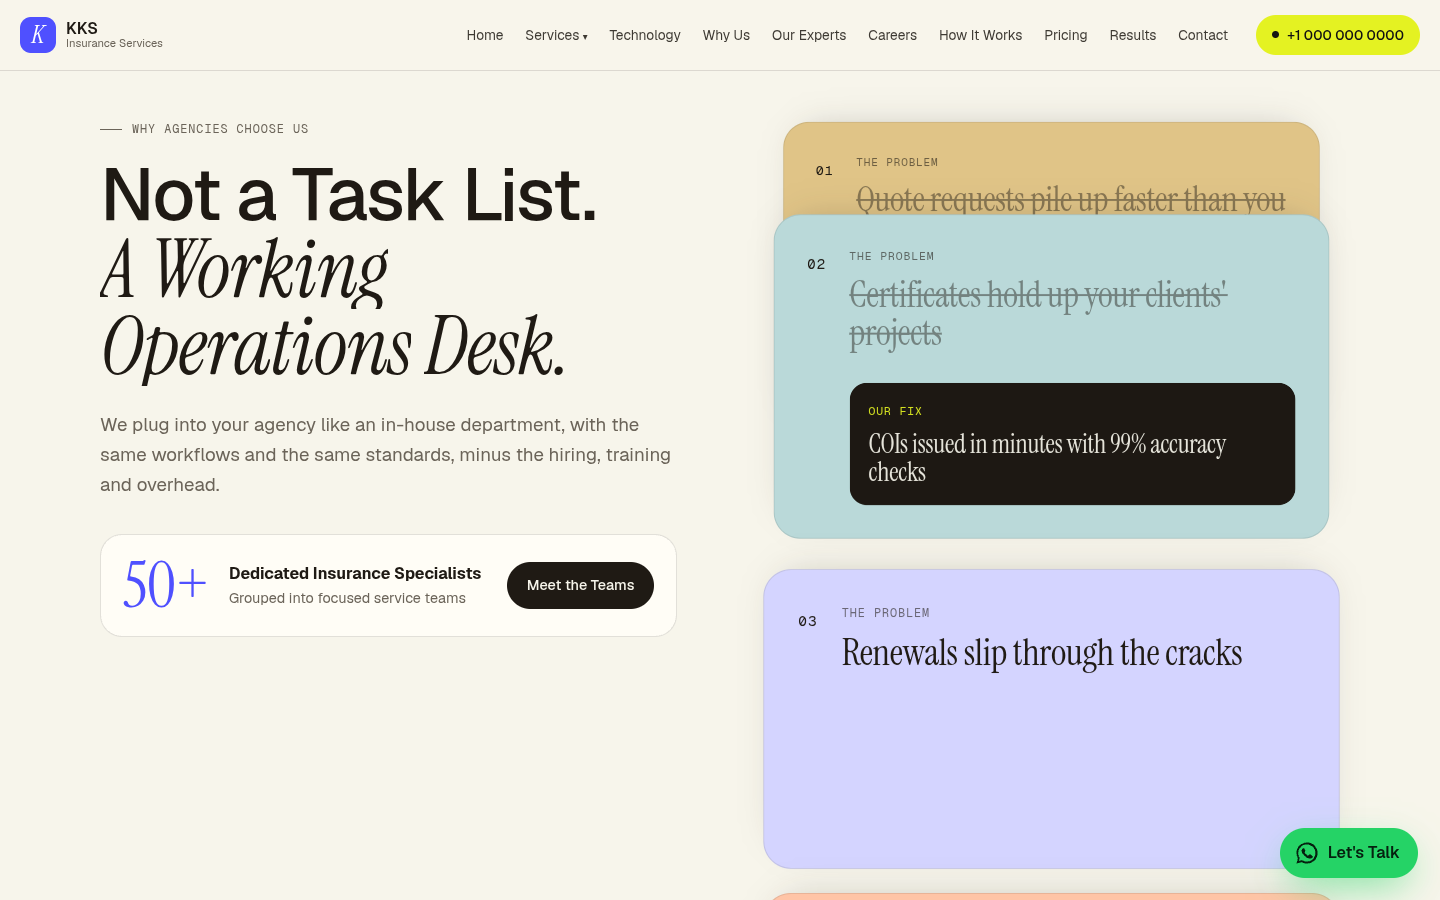 K
KKS
Insurance Services
Home
Services ▾
Technology
Why Us
Our Experts
Careers
How It Works
Pricing
Results
Contact
+1 000 000 0000
WHY AGENCIES CHOOSE US
Not a Task List.
A Working
Operations Desk.
We plug into your agency like an in-house department, with the
same workflows and the same standards, minus the hiring, training
and overhead.
50+
Dedicated Insurance Specialists
Grouped into focused service teams
Meet the Teams
01
THE PROBLEM
Quote requests pile up faster than you
02
THE PROBLEM
Certificates hold up your clients'
projects
OUR FIX
COIs issued in minutes with 99% accuracy
checks
03
THE PROBLEM
Renewals slip through the cracks
Let's Talk